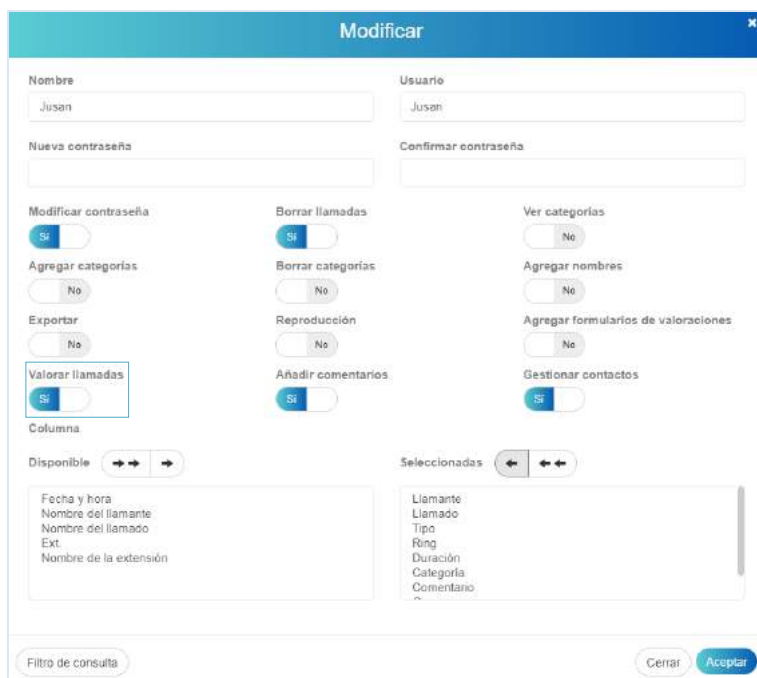 Modificar
Nombre Usuario
Jusan Jusan
Nueva contraseña Confirmar contraseña
Modificar contraseña Borrar llamadas Ver categorías
Sí Sí No
Agregar categorías Borrar categorías Agregar nombres
No No No
Exportar Reproducción Agregar formularios de valoraciones
No No No
Valorar llamadas Añadir comentarios Gestionar contactos
Sí Sí Sí
Columna
Disponible Seleccionadas
Fecha y hora Llamante
Nombre del llamante Llamado
Nombre del llamado Tipo
Ext. Ring
Nombre de la extensión Duración
Categoría
Comentario
Filtro de consulta Cerrar Aceptar